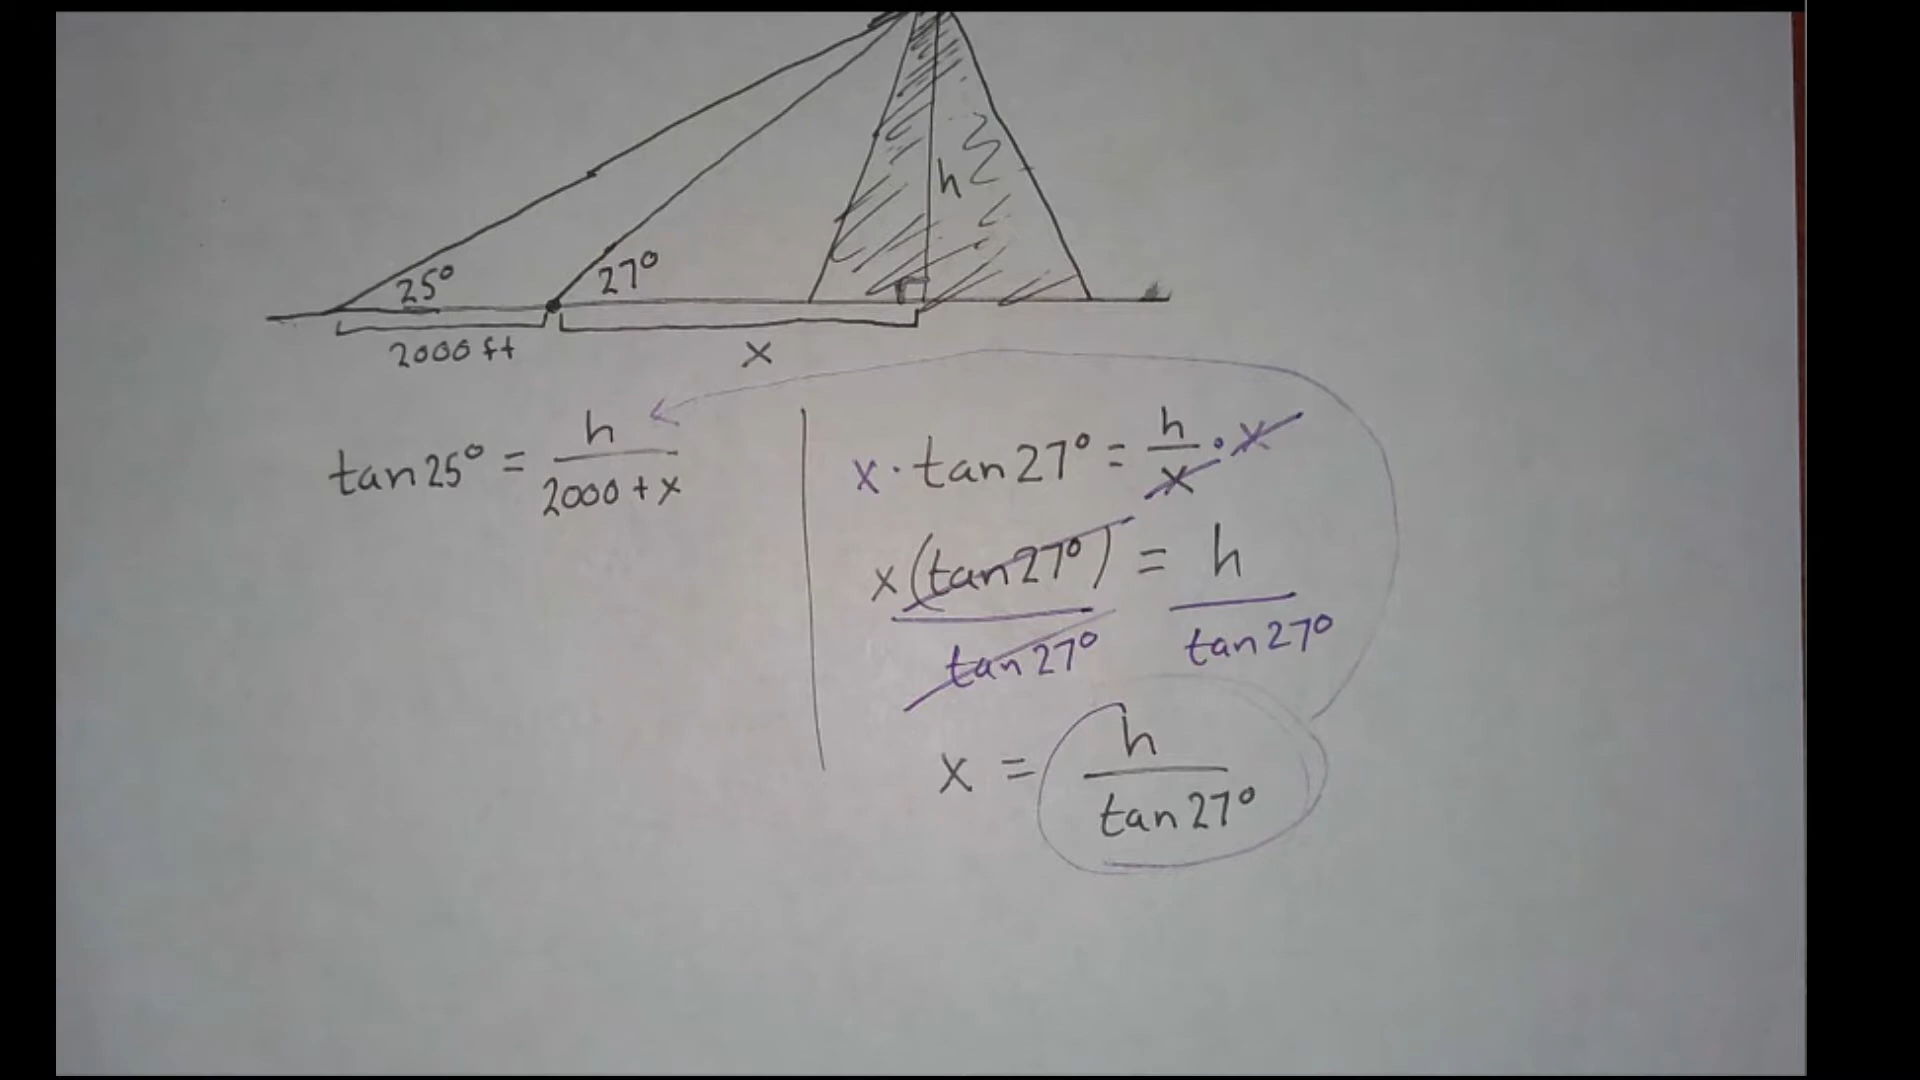 h
25°
27°
2000 ft
x
tan 25° = h / 2000 + x
x · tan 27° = h / x · x
x (tan 27°) / tan 27° = h / tan 27°
x = h / tan 27°